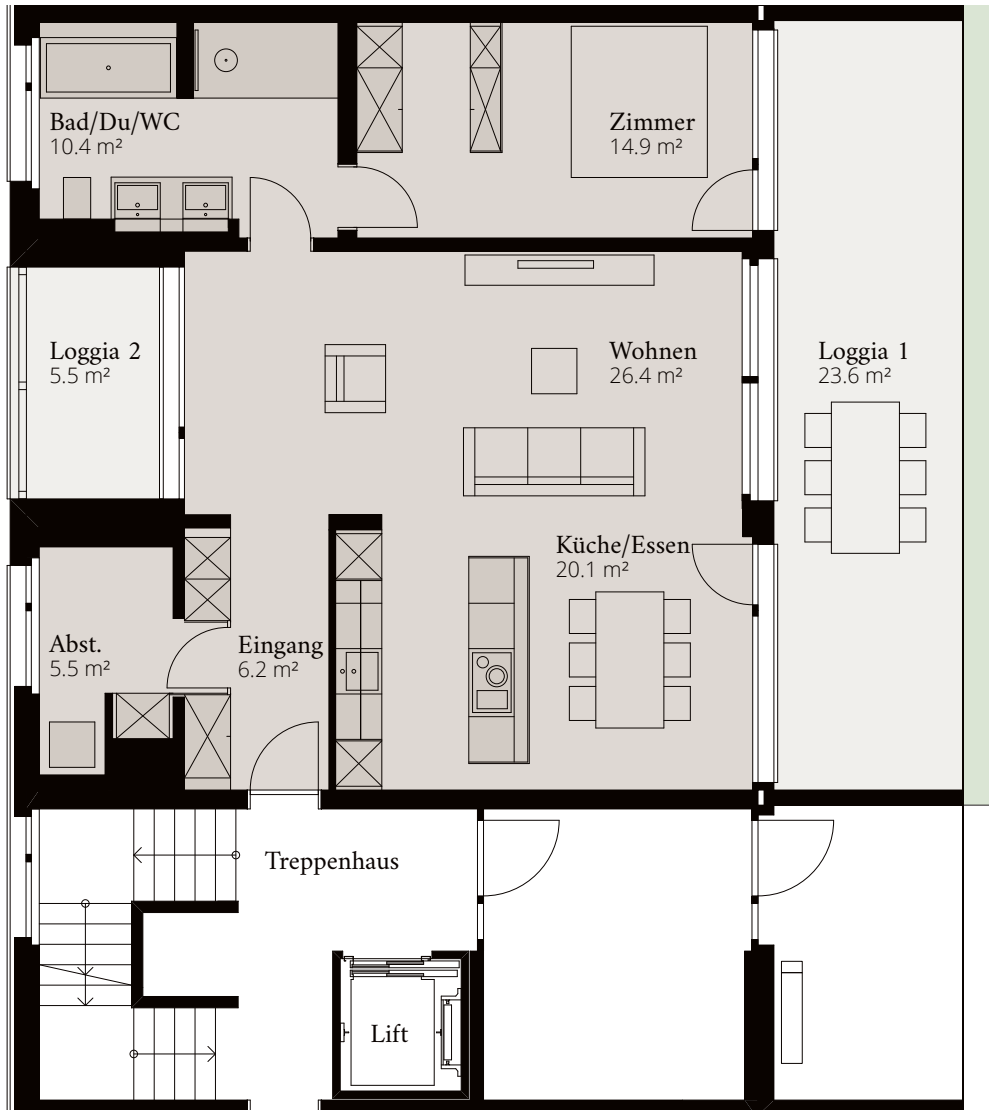 Bad/Du/WC
10.4 m²
Zimmer
14.9 m²
Loggia 2
5.5 m²
Wohnen
26.4 m²
Loggia 1
23.6 m²
Küche/Essen
20.1 m²
Abst.
5.5 m²
Eingang
6.2 m²
Treppenhaus
Lift